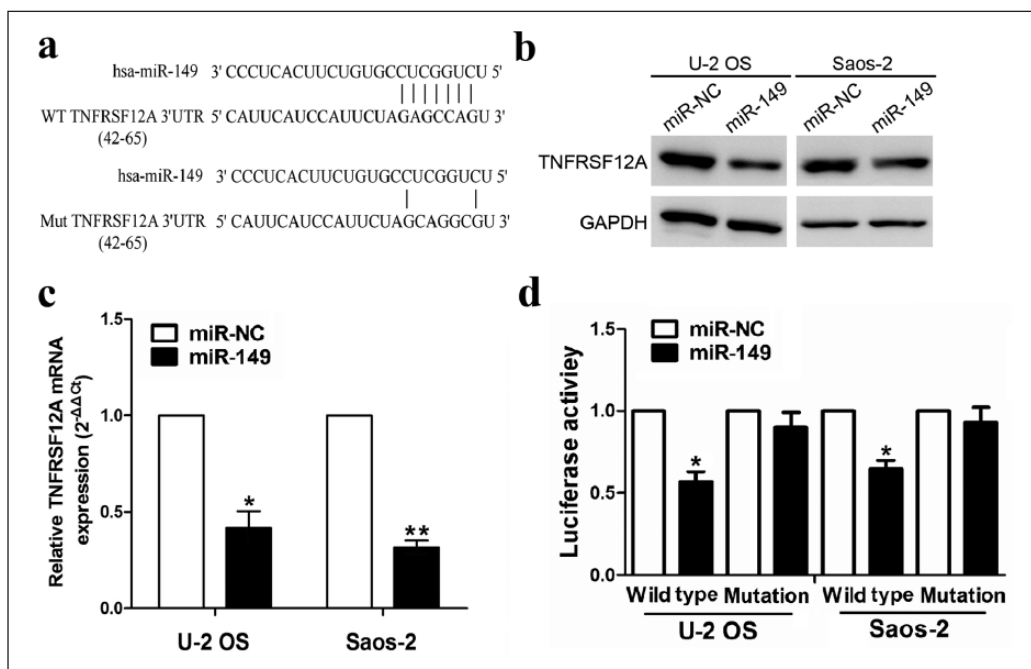 a
hsa-miR-149 3' CCCUCACUUCUGUGCCUCGGUCU 5'
WT TNFRSF12A 3'UTR 5' CAUUCAUCCAUUCUAGAGCCAGU 3'
(42-65)
hsa-miR-149 3' CCCUCACUUCUGUGCCUCGGUCU 5'
Mut TNFRSF12A 3'UTR 5' CAUUCAUCCAUUCUAGCAGGCGU 3'
(42-65)
b
U-2 OS Saos-2
miR-NC miR-149 miR-NC miR-149
TNFRSF12A
GAPDH
c
miR-NC
miR-149
Relative TNFRSF12A mRNA
expression (2^-ΔΔCt)
1.5
1.0
0.5
0.0
*
**
U-2 OS Saos-2
d
miR-NC
miR-149
Luciferase activiey
1.5
1.0
0.5
0.0
*
*
Wild type Mutation Wild type Mutation
U-2 OS Saos-2